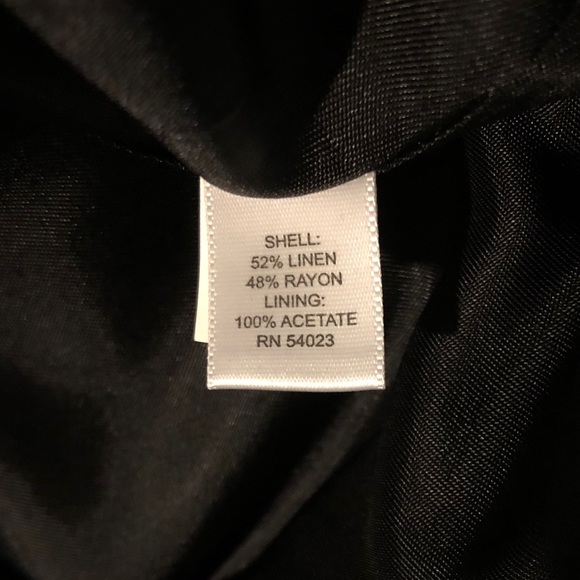 SHELL:
52% LINEN
48% RAYON
LINING:
100% ACETATE
RN 54023